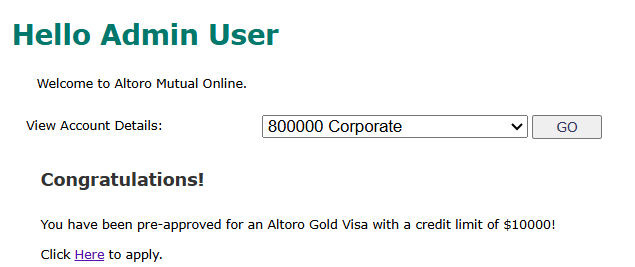 Hello Admin User
Welcome to Altoro Mutual Online.
View Account Details: 800000 Corporate GO
Congratulations!
You have been pre-approved for an Altoro Gold Visa with a credit limit of $10000!
Click Here to apply.